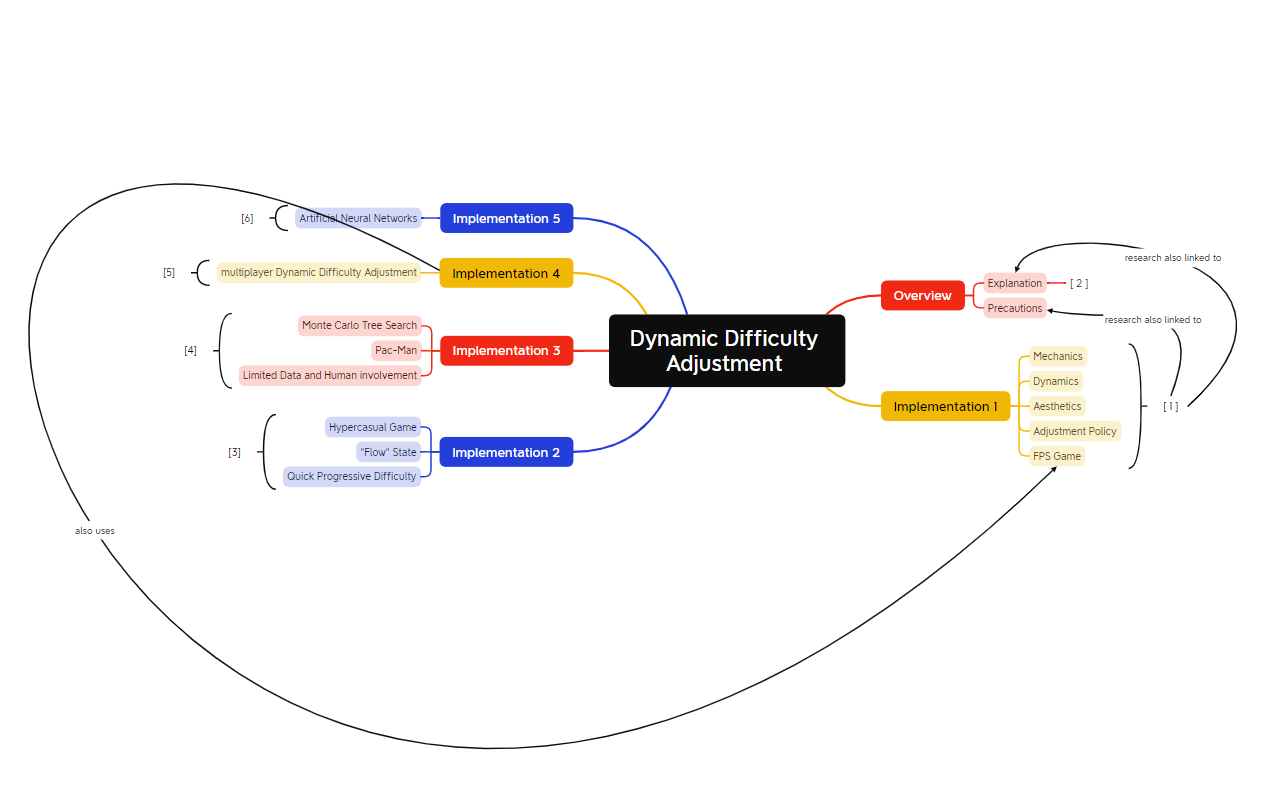 Dynamic Difficulty
Adjustment
Overview
Explanation
[ 2 ]
Precautions
research also linked to
research also linked to
Implementation 1
Mechanics
Dynamics
Aesthetics
Adjustment Policy
FPS Game
[ 1 ]
Implementation 5
Artificial Neural Networks
[6]
Implementation 4
multiplayer Dynamic Difficulty Adjustment
[5]
Implementation 3
Monte Carlo Tree Search
Pac-Man
Limited Data and Human involvement
[4]
Implementation 2
Hypercasual Game
"Flow" State
Quick Progressive Difficulty
[3]
also uses